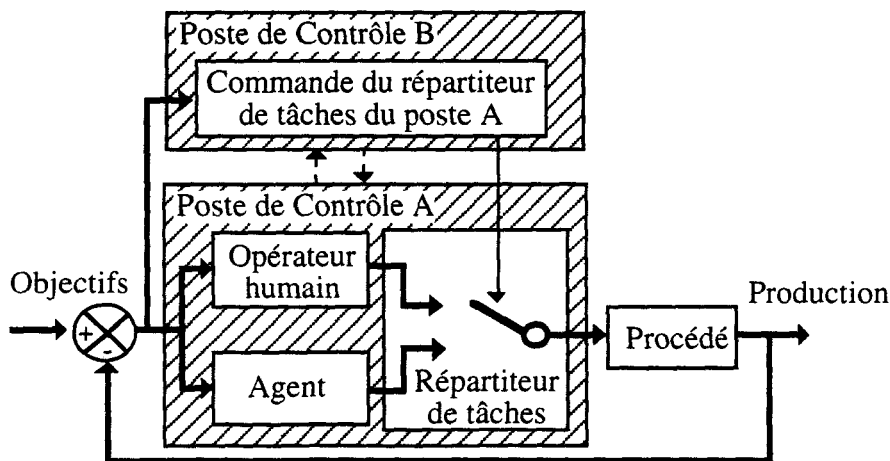 Poste de Contrôle B
Commande du répartiteur
de tâches du poste A
Poste de Contrôle A
Opérateur
humain
Objectifs
+
-
Agent
Répartiteur
de tâches
Procédé
Production